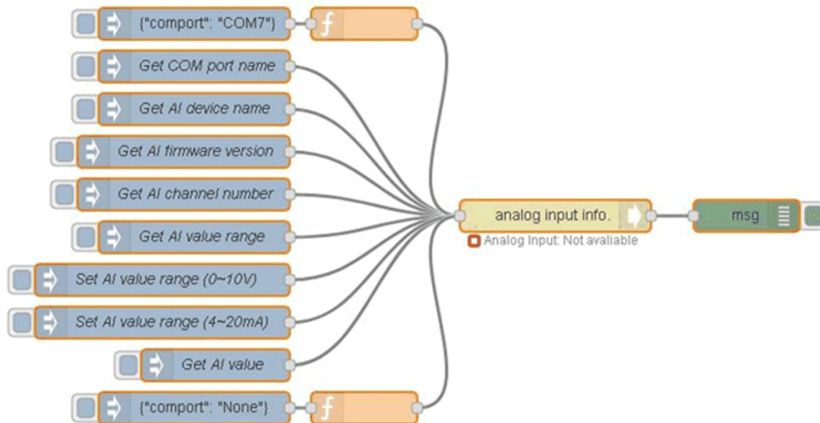 {"comport": "COM7"}
f
Get COM port name
Get AI device name
Get AI firmware version
Get AI channel number
analog input info.
msg
Get AI value range
Analog Input: Not avaliable
Set AI value range (0~10V)
Set AI value range (4~20mA)
Get AI value
{"comport": "None"}
f